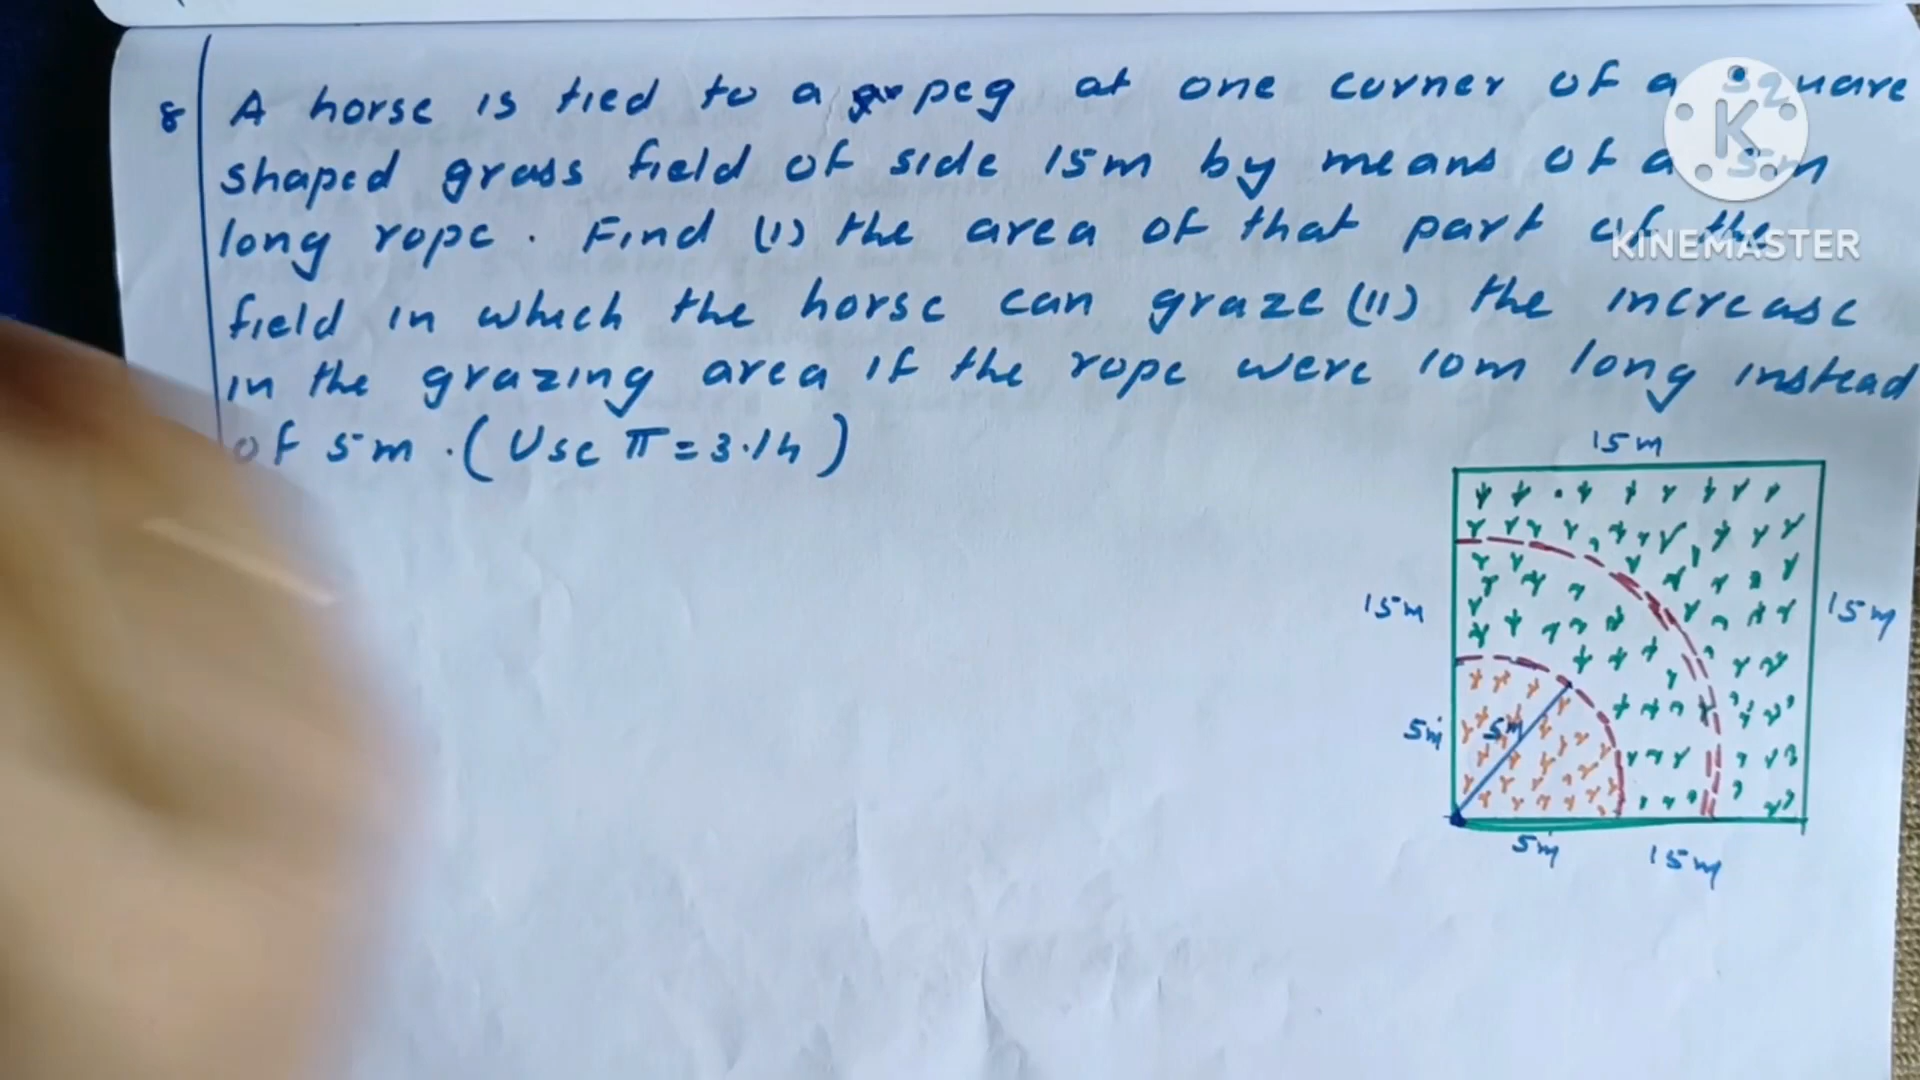 8 A horse is tied to a peg at one corner of a square
shaped grass field of side 15m by means of a 5m
long rope. Find (i) the area of that part of the
field in which the horse can graze (ii) the increase
in the grazing area if the rope were 10m long instead
of 5m. (Use π = 3.14)
K
KINEMASTER
15m
15m
15m
5m
5m
5m
15m